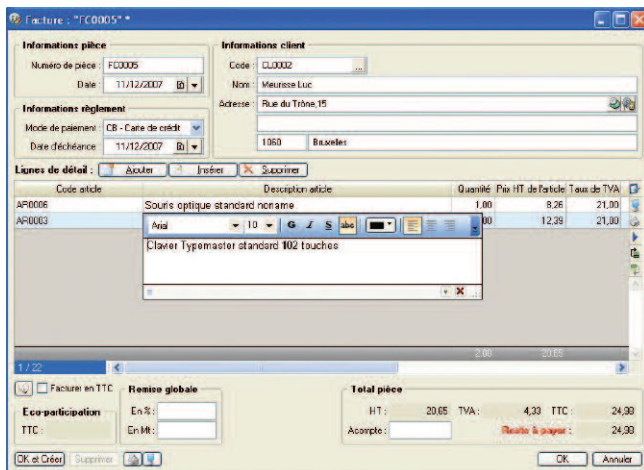 Facture : "FC0005" *
Informations pièce
Numéro de pièce : FC0005
Date : 11/12/2007
Informations client
Code : CL0002 ...
Nom : Meurisse Luc
Adresse : Rue du Trône,15
1060 Bruxelles
Informations règlement
Mode de paiement : CB - Carte de crédit
Date d'échéance : 11/12/2007
Lignes de détail : Ajouter Insérer Supprimer
Code article Description article Quantité Prix HT de l'article Taux de TVA
AR0006 Souris optique standard noname 1,00 8,26 21,00
AR0003 00 12,39 21,00
Arial 10 G I S abc
Clavier Typemaster standard 102 touches
2,00 20,65
1 / 22
Facturer en TTC
Remise globale
En % :
En Mt :
Eco-participation
TTC :
Total pièce
HT : 20,65 TVA : 4,33 TTC : 24,98
Acompte : Reste à payer : 24,98
OK et Créer Supprimer OK Annuler